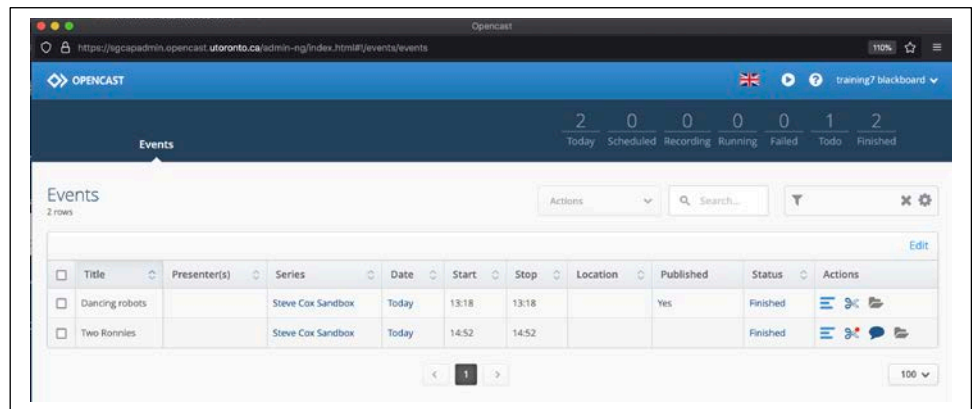 Opencast
https://sgcapadmin.opencast.utoronto.ca/admin-ng/index.html#!/events/events 110%
OPENCAST training7 blackboard
2 0 0 0 0 1 2
Today Scheduled Recording Running Failed Todo Finished
Events
Events
2 rows
Actions Search...
Edit
Title Presenter(s) Series Date Start Stop Location Published Status Actions
Dancing robots Steve Cox Sandbox Today 13:18 13:18 Yes Finished
Two Ronnies Steve Cox Sandbox Today 14:52 14:52 Finished
1
100